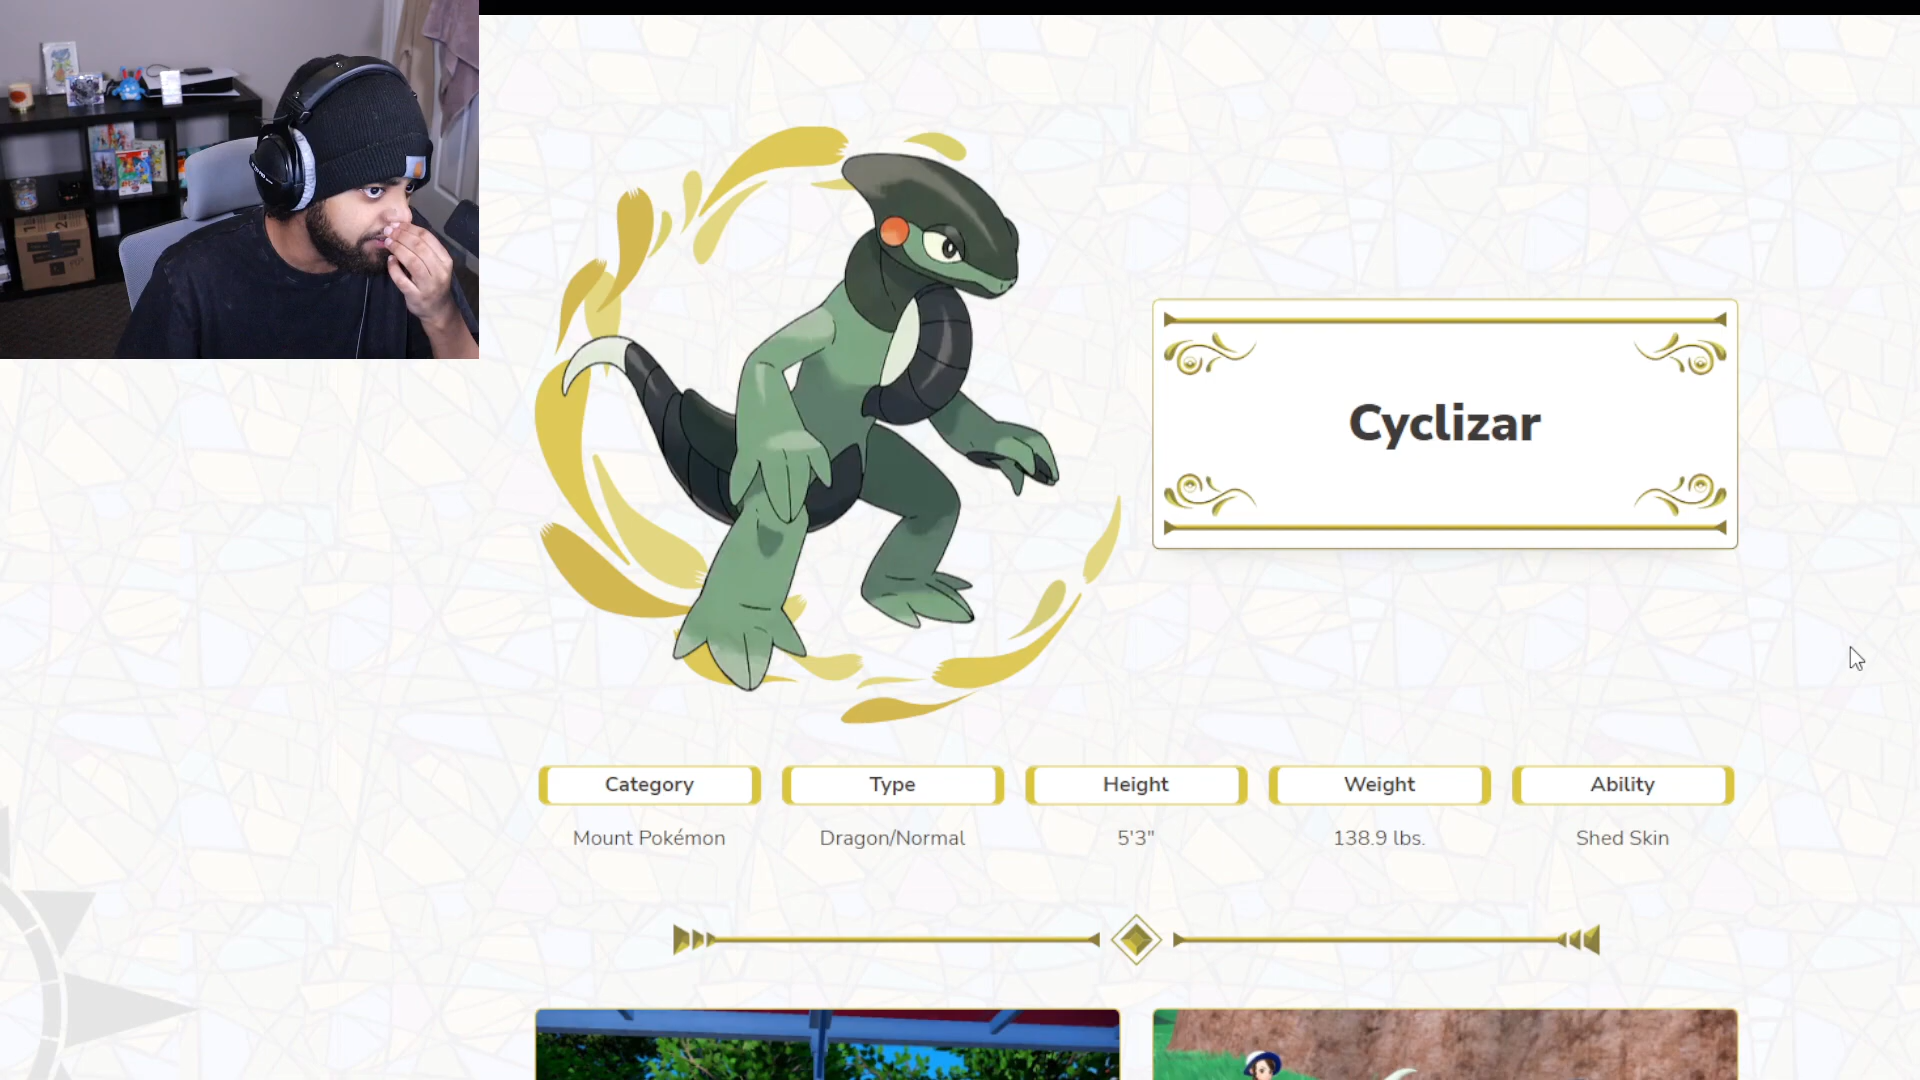 Cyclizar
Category
Type
Height
Weight
Ability
Mount Pokémon
Dragon/Normal
5'3"
138.9 lbs.
Shed Skin